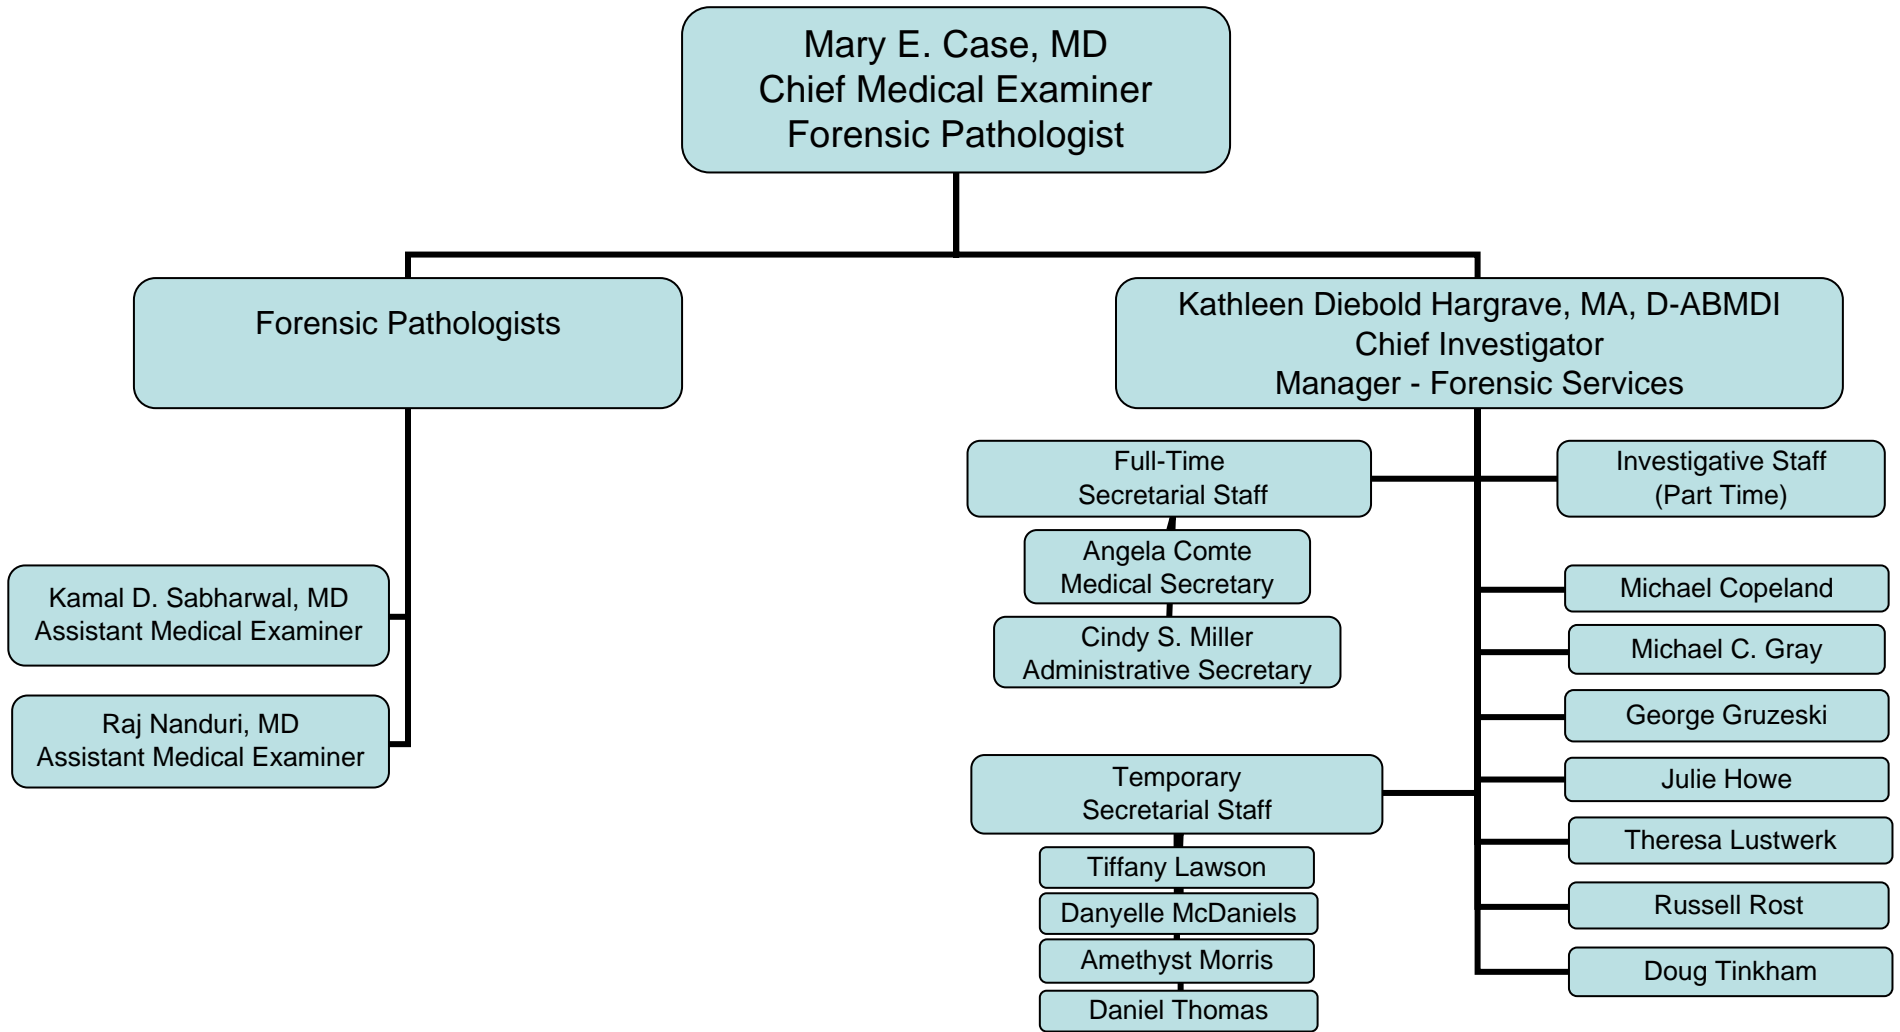 Mary E. Case, MD
Chief Medical Examiner
Forensic Pathologist
Forensic Pathologists
Kamal D. Sabharwal, MD
Assistant Medical Examiner
Raj Nanduri, MD
Assistant Medical Examiner
Kathleen Diebold Hargrave, MA, D-ABMDI
Chief Investigator
Manager - Forensic Services
Full-Time
Secretarial Staff
Angela Comte
Medical Secretary
Cindy S. Miller
Administrative Secretary
Temporary
Secretarial Staff
Tiffany Lawson
Danyelle McDaniels
Amethyst Morris
Daniel Thomas
Investigative Staff
(Part Time)
Michael Copeland
Michael C. Gray
George Gruzeski
Julie Howe
Theresa Lustwerk
Russell Rost
Doug Tinkham